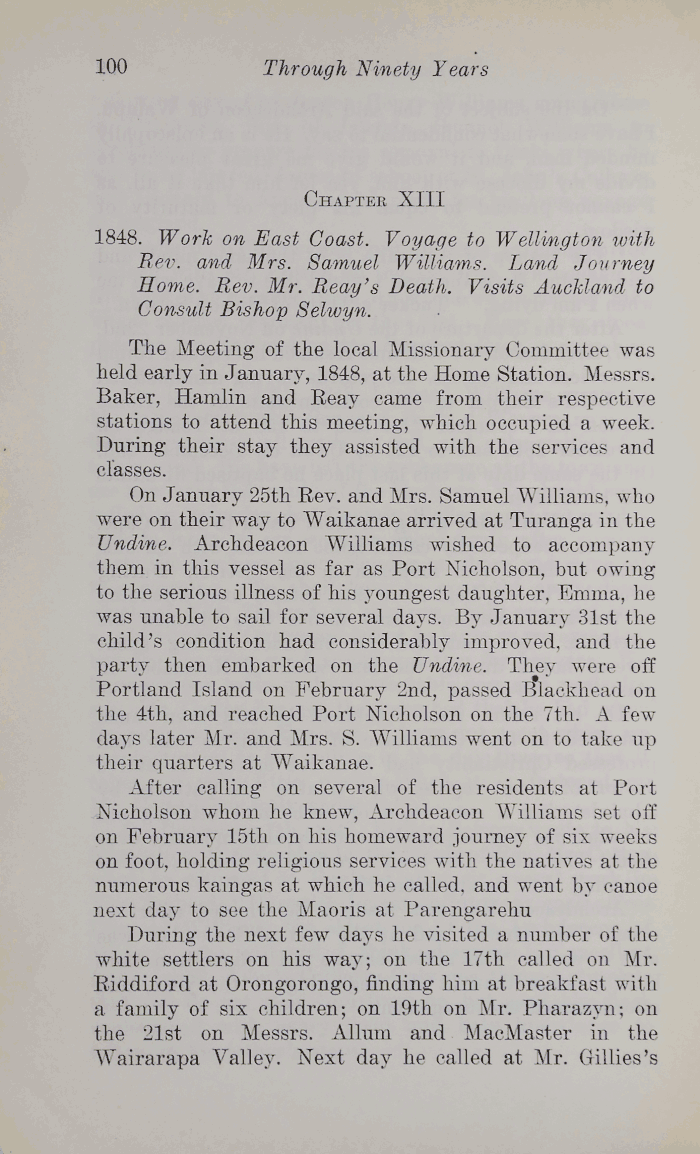 100 Through Ninety Years
Chapter XIII
1848. Work on East Coast. Voyage to Wellington with
Rev. and Mrs. Samuel Williams. Land Journey
Home. Rev. Mr. Reay's Death. Visits Auckland to
Consult Bishop Selwyn.
The Meeting of the local Missionary Committee was
held early in January, 1848, at the Home Station. Messrs.
Baker, Hamlin and Reay came from their respective
stations to attend this meeting, which occupied a week.
During their stay they assisted with the services and
classes.
On January 25th Rev. and Mrs. Samuel Williams, who
were on their way to Waikanae arrived at Turanga in the
Undine. Archdeacon Williams wished to accompany
them in this vessel as far as Port Nicholson, but owing
to the serious illness of his youngest daughter, Emma, he
was unable to sail for several days. By January 31st the
child's condition had considerably improved, and the
party then embarked on the Undine. They were off
Portland Island on February 2nd, passed Blackhead on
the 4th, and reached Port Nicholson on the 7th. A few
days later Mr. and Mrs. S. Williams went on to take up
their quarters at Waikanae.
After calling on several of the residents at Port
Nicholson whom he knew, Archdeacon Williams set off
on February 15th on his homeward journey of six weeks
on foot, holding religious services with the natives at the
numerous kaingas at which he called, and went by canoe
next day to see the Maoris at Parengarehu
During the next few days he visited a number of the
white settlers on his way; on the 17th called on Mr.
Riddiford at Orongorongo, finding him at breakfast with
a family of six children; on 19th on Mr. Pharazyn; on
the 21st on Messrs. Allum and MacMaster in the
Wairarapa Valley. Next day he called at Mr. Gillies's